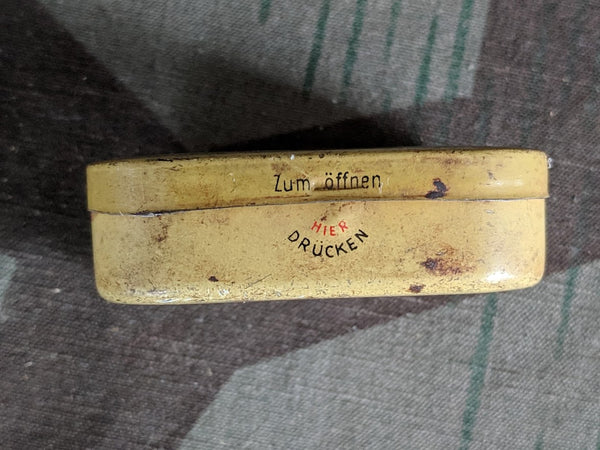 Zum öffnen
HIER
DRÜCKEN